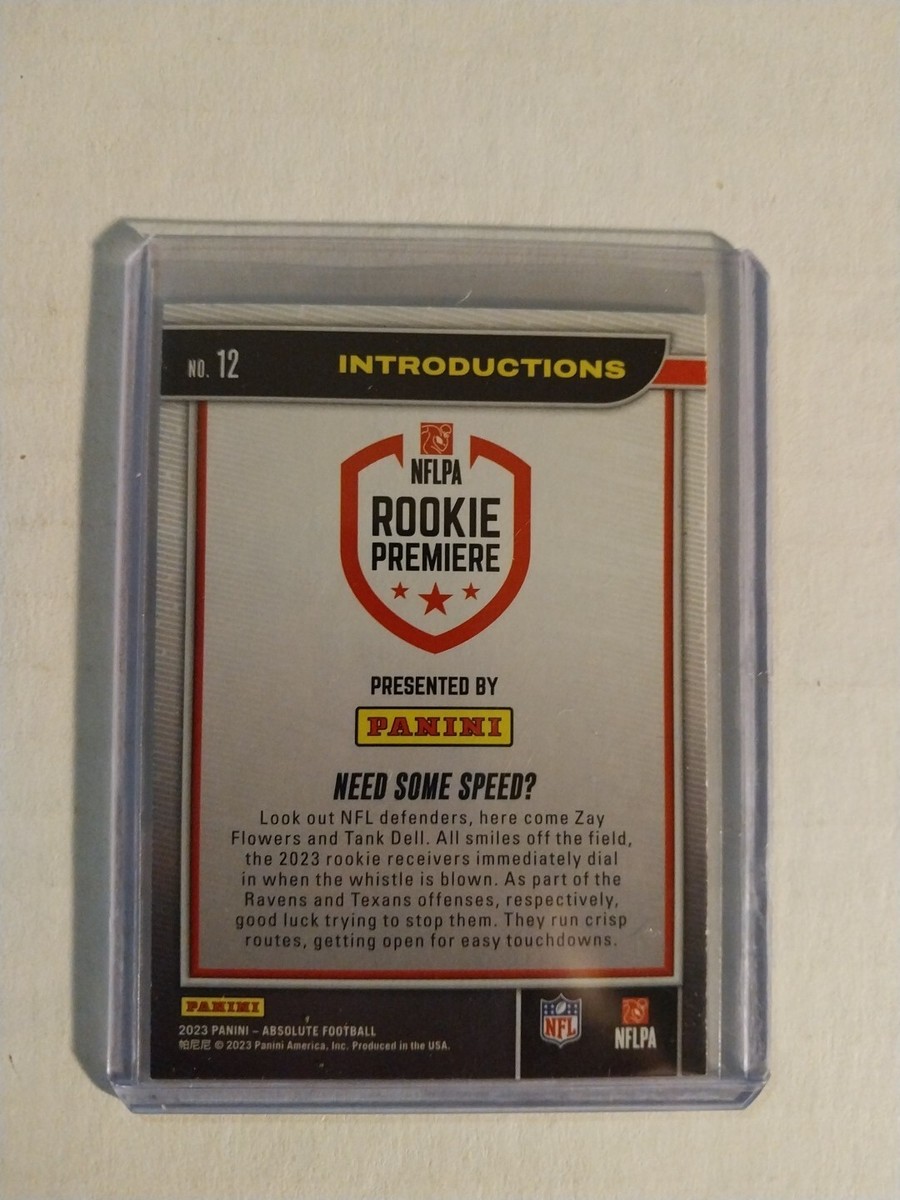 NO. 12 INTRODUCTIONS
NFLPA
ROOKIE
PREMIERE
PRESENTED BY
PANINI
NEED SOME SPEED?
Look out NFL defenders, here come Zay
Flowers and Tank Dell. All smiles off the field,
the 2023 rookie receivers immediately dial
in when the whistle is blown. As part of the
Ravens and Texans offenses, respectively,
good luck trying to stop them. They run crisp
routes, getting open for easy touchdowns.
PANINI
2023 PANINI – ABSOLUTE FOOTBALL
帕尼尼 © 2023 Panini America, Inc. Produced in the USA.
NFL
NFLPA